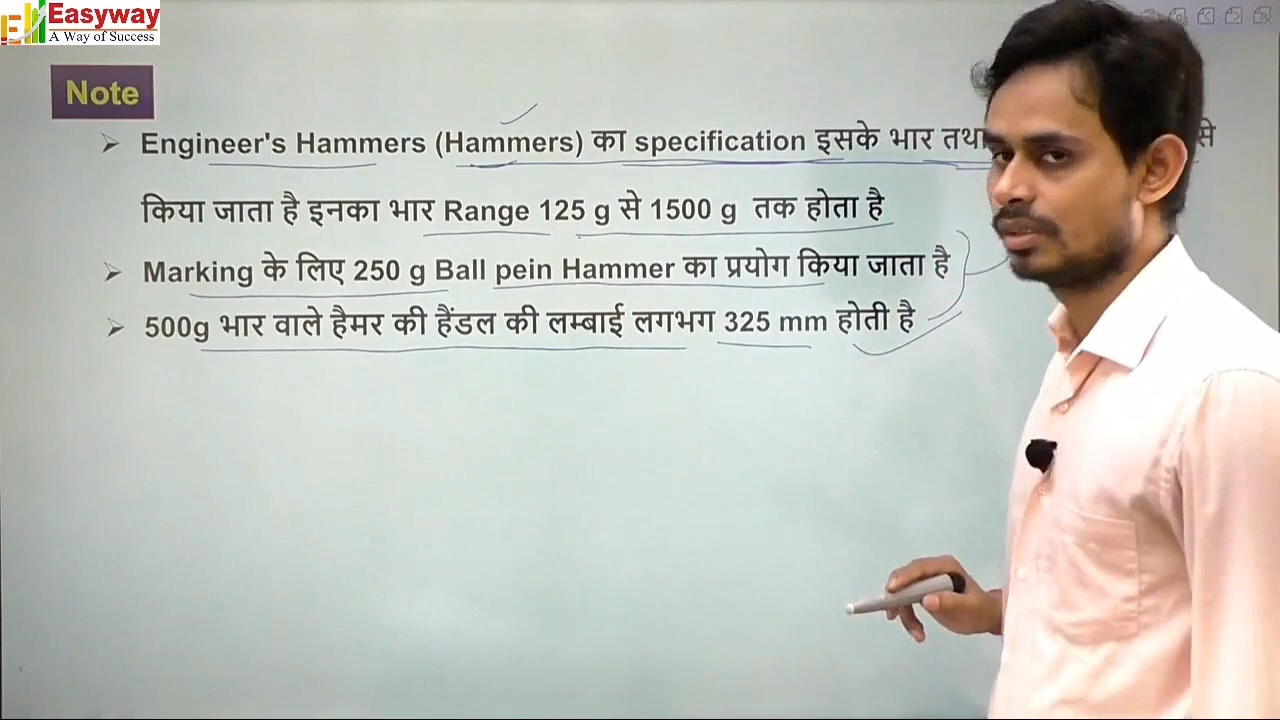 Easyway
A Way of Success
Note
Engineer's Hammers (Hammers) का specification इसके भार तथा से
किया जाता है इनका भार Range 125 g से 1500 g तक होता है
Marking के लिए 250 g Ball pein Hammer का प्रयोग किया जाता है
500g भार वाले हैमर की हैंडल की लम्बाई लगभग 325 mm होती है